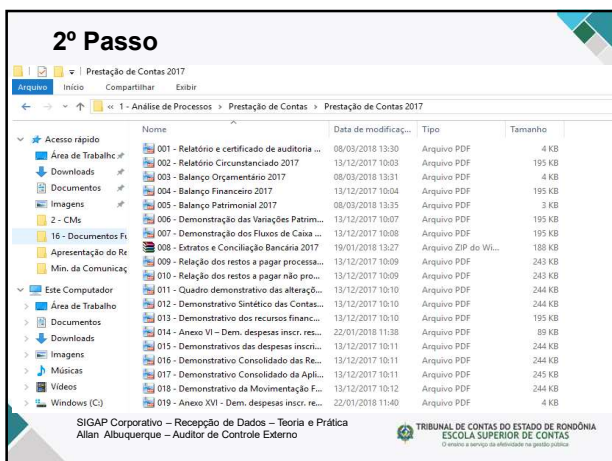 2º Passo
Prestação de Contas 2017
Arquivo Início Compartilhar Exibir
« 1 - Análise de Processos › Prestação de Contas › Prestação de Contas 2017
Nome Data de modificaç... Tipo Tamanho
Acesso rápido
Área de Trabalhc
Downloads
Documentos
Imagens
2 - CMs
16 - Documentos Fu
Apresentação do Re
Min. da Comunicaç
Este Computador
Área de Trabalho
Documentos
Downloads
Imagens
Músicas
Vídeos
Windows (C:)
001 - Relatório e certificado de auditoria ... 08/03/2018 13:30 Arquivo PDF 4 KB
002 - Relatório Circunstanciado 2017 13/12/2017 10:03 Arquivo PDF 195 KB
003 - Balanço Orçamentário 2017 08/03/2018 13:31 Arquivo PDF 4 KB
004 - Balanço Financeiro 2017 13/12/2017 10:04 Arquivo PDF 195 KB
005 - Balanço Patrimonial 2017 08/03/2018 13:35 Arquivo PDF 3 KB
006 - Demonstração das Variações Patrim... 13/12/2017 10:07 Arquivo PDF 195 KB
007 - Demonstração dos Fluxos de Caixa ... 13/12/2017 10:08 Arquivo PDF 195 KB
008 - Extratos e Conciliação Bancária 2017 19/01/2018 13:27 Arquivo ZIP do Wi... 188 KB
009 - Relação dos restos a pagar processa... 13/12/2017 10:09 Arquivo PDF 243 KB
010 - Relação dos restos a pagar não pro... 13/12/2017 10:09 Arquivo PDF 243 KB
011 - Quadro demonstrativo das alteraçõ... 13/12/2017 10:10 Arquivo PDF 244 KB
012 - Demonstrativo Sintético das Contas... 13/12/2017 10:10 Arquivo PDF 244 KB
013 - Demonstrativo dos recursos financ... 13/12/2017 10:10 Arquivo PDF 195 KB
014 - Anexo VI – Dem. despesas inscr. res... 22/01/2018 11:38 Arquivo PDF 89 KB
015 - Demonstrativos das despesas inscri... 13/12/2017 10:11 Arquivo PDF 244 KB
016 - Demonstrativo Consolidado das Re... 13/12/2017 10:11 Arquivo PDF 244 KB
017 - Demonstrativo Consolidado da Apli... 13/12/2017 10:11 Arquivo PDF 245 KB
018 - Demonstrativo da Movimentação F... 13/12/2017 10:12 Arquivo PDF 244 KB
019 - Anexo XVI - Dem. despesas inscr. re... 22/01/2018 11:40 Arquivo PDF 4 KB
SIGAP Corporativo – Recepção de Dados – Teoria e Prática
Allan Albuquerque – Auditor de Controle Externo
TRIBUNAL DE CONTAS DO ESTADO DE RONDÔNIA
ESCOLA SUPERIOR DE CONTAS
O ensino a serviço da efetividade na gestão pública